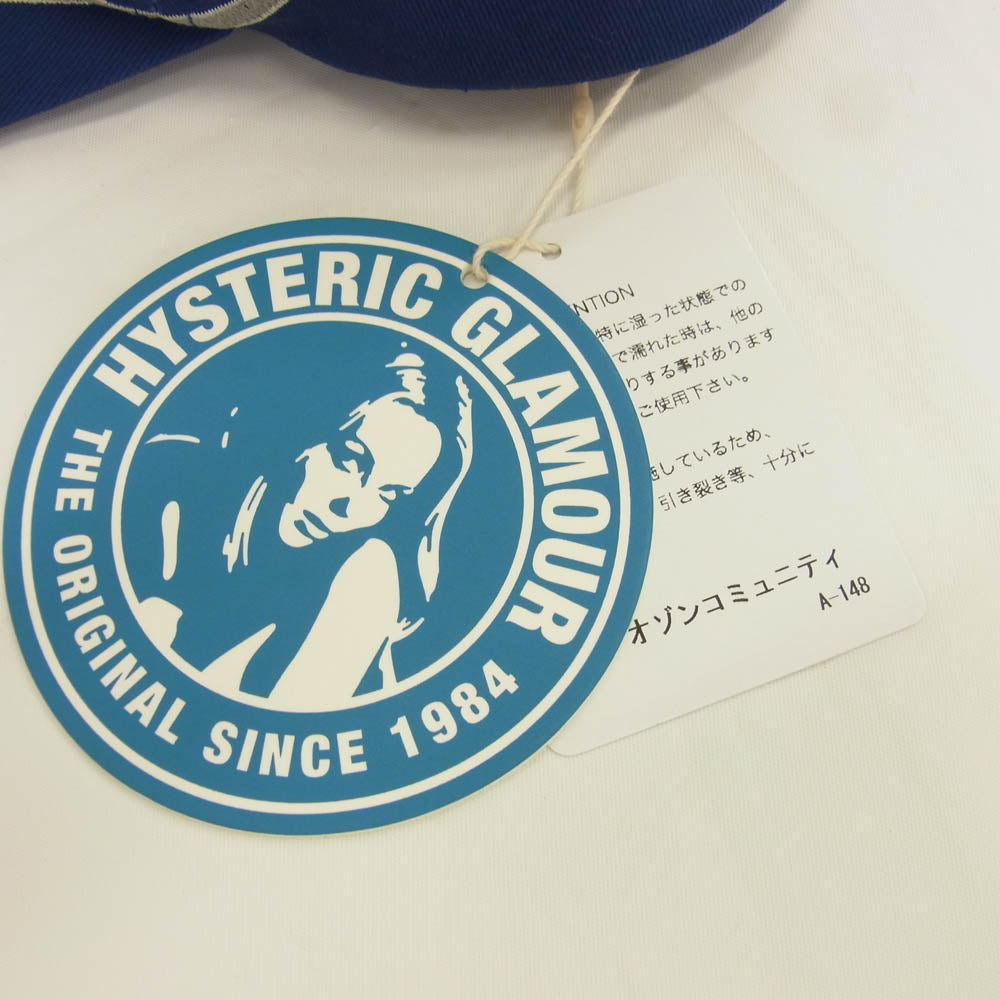 HYSTERIC GLAMOUR
THE ORIGINAL SINCE 1984
特に湿った状態での
で濡れた時は、他の
りする事があります
ご使用下さい。
しているため、
引き裂き等、十分に
オゾンコミュニティ
A-148